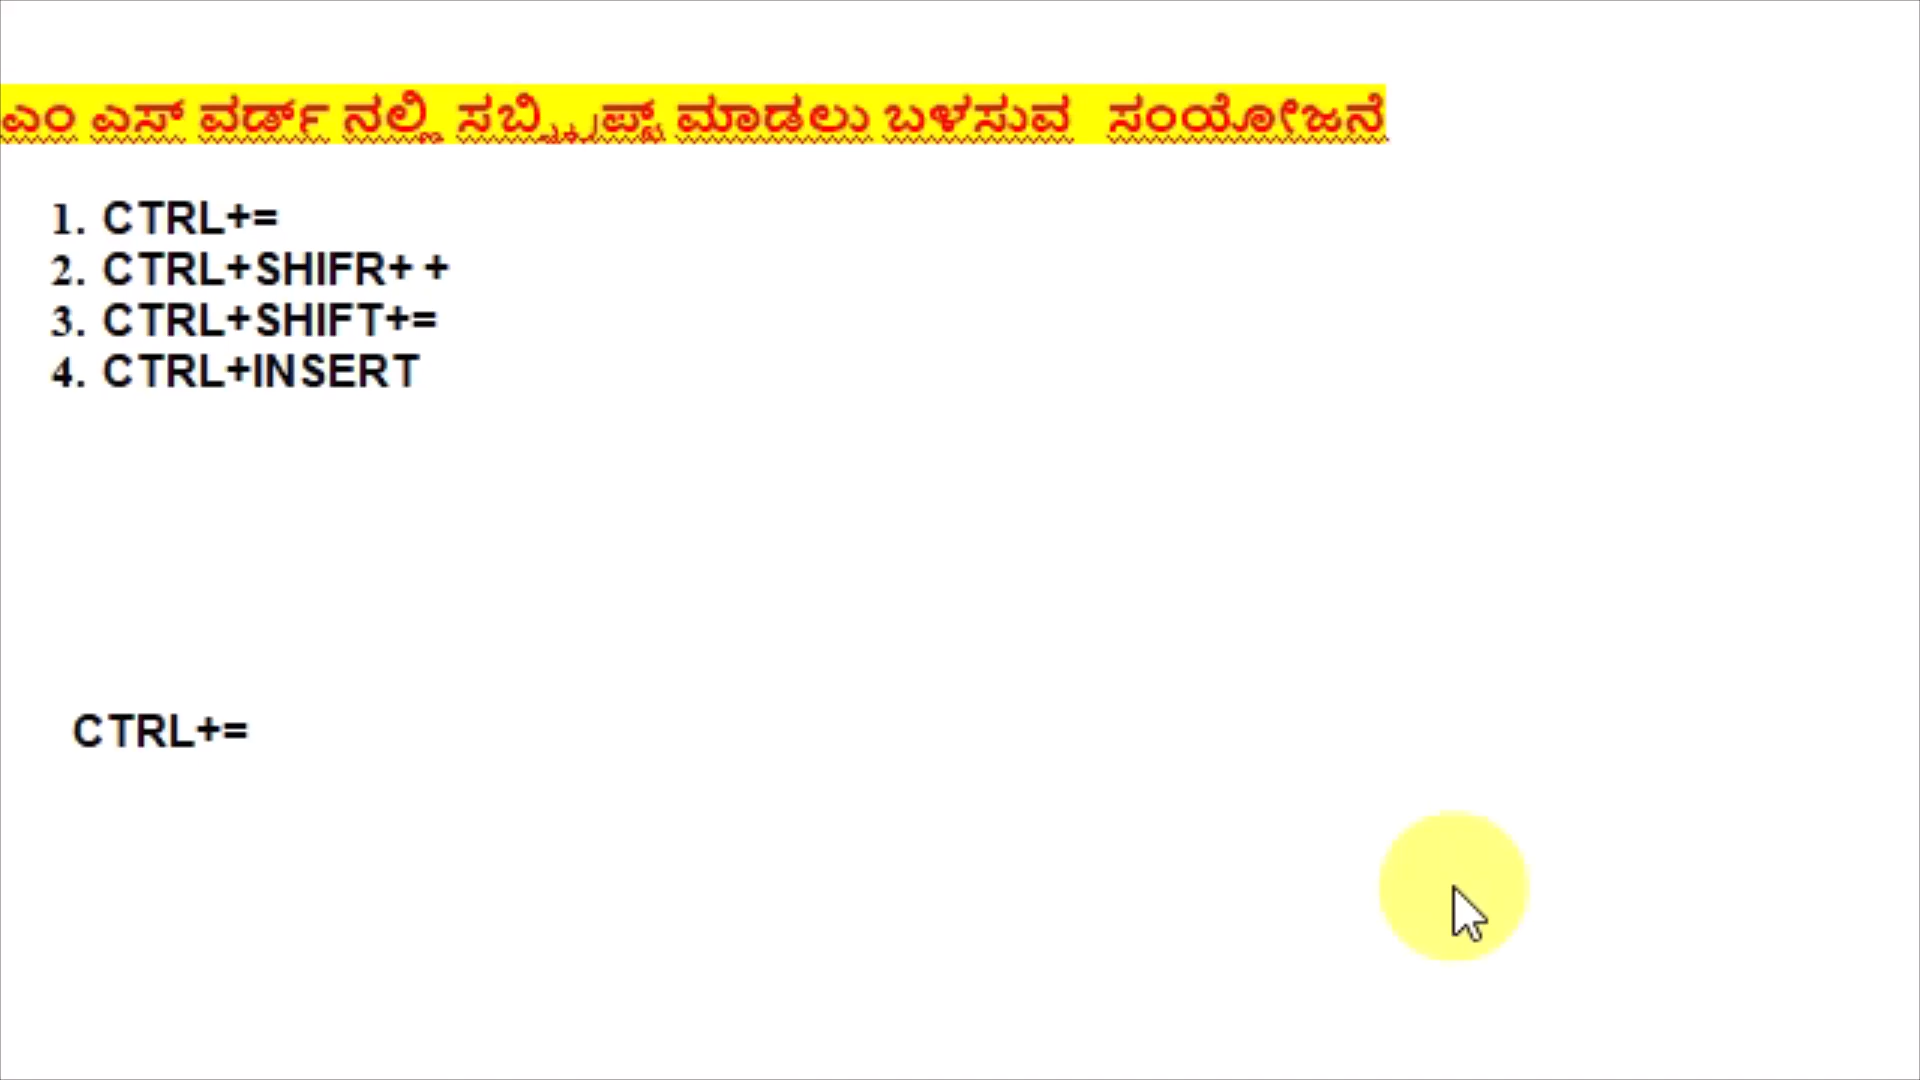 ಎಂ ಎಸ್ ವರ್ಡ್ ನಲ್ಲಿ ಸಬ್ಸ್ಕ್ರಿಪ್ಟ್ ಮಾಡಲು ಬಳಸುವ ಸಂಯೋಜನೆ
1. CTRL+=
2. CTRL+SHIFR+ +
3. CTRL+SHIFT+=
4. CTRL+INSERT
CTRL+=